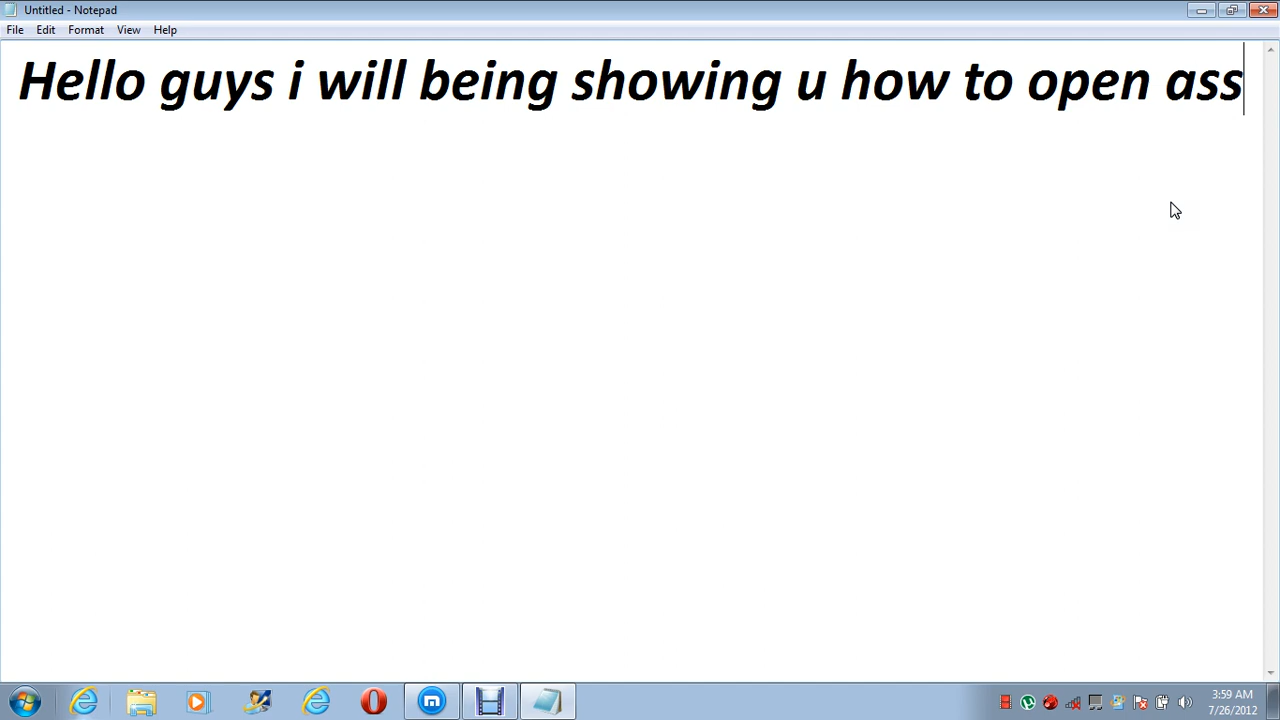 Untitled - Notepad
File Edit Format View Help
Hello guys i will being showing u how to open ass
3:59 AM
7/26/2012